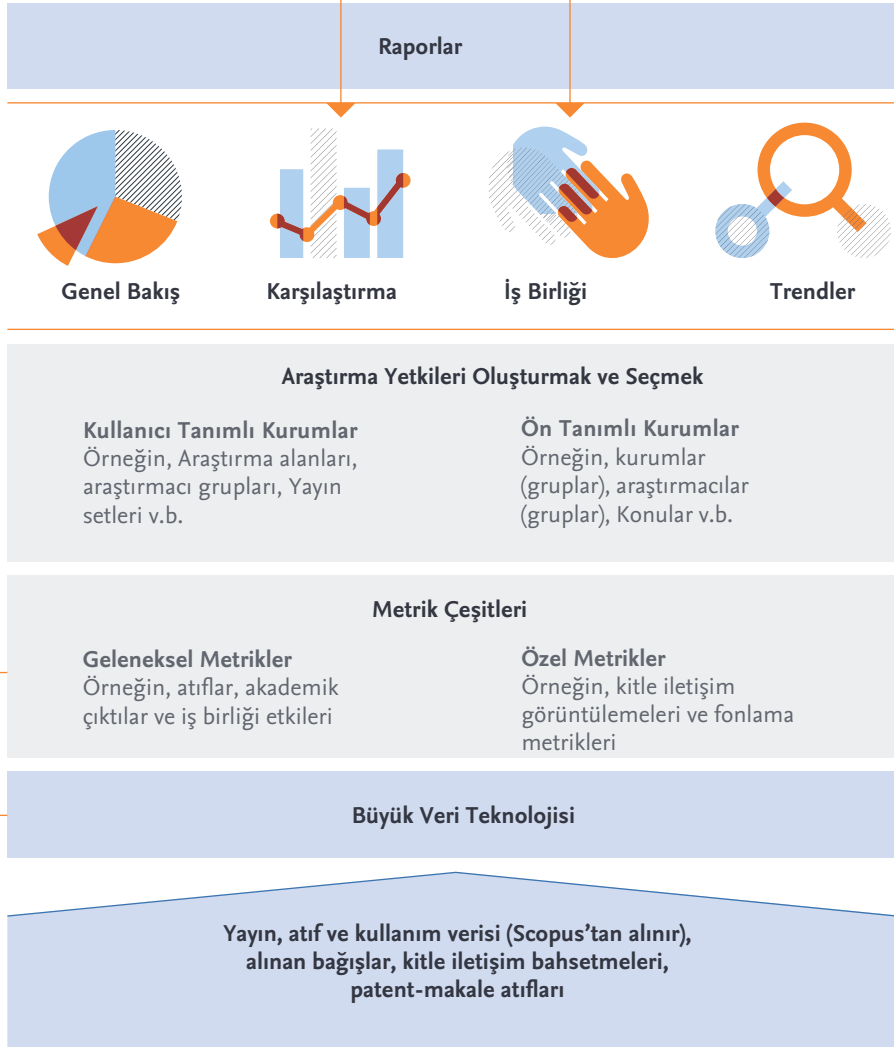 Raporlar
Genel Bakış
Karşılaştırma
İş Birliği
Trendler
Araştırma Yetkileri Oluşturmak ve Seçmek
Kullanıcı Tanımlı Kurumlar
Örneğin, Araştırma alanları,
araştırmacı grupları, Yayın
setleri v.b.
Ön Tanımlı Kurumlar
Örneğin, kurumlar
(gruplar), araştırmacılar
(gruplar), Konular v.b.
Metrik Çeşitleri
Geleneksel Metrikler
Örneğin, atıflar, akademik
çıktılar ve iş birliği etkileri
Özel Metrikler
Örneğin, kitle iletişim
görüntülemeleri ve fonlama
metrikleri
Büyük Veri Teknolojisi
Yayın, atıf ve kullanım verisi (Scopus’tan alınır),
alınan bağışlar, kitle iletişim bahsetmeleri,
patent-makale atıfları